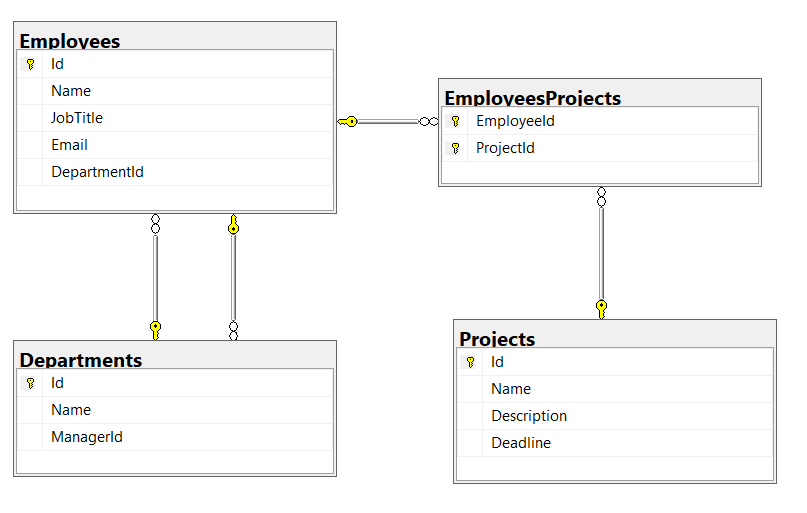 Employees
Id
Name
JobTitle
Email
DepartmentId
EmployeesProjects
EmployeeId
ProjectId
Departments
Id
Name
ManagerId
Projects
Id
Name
Description
Deadline